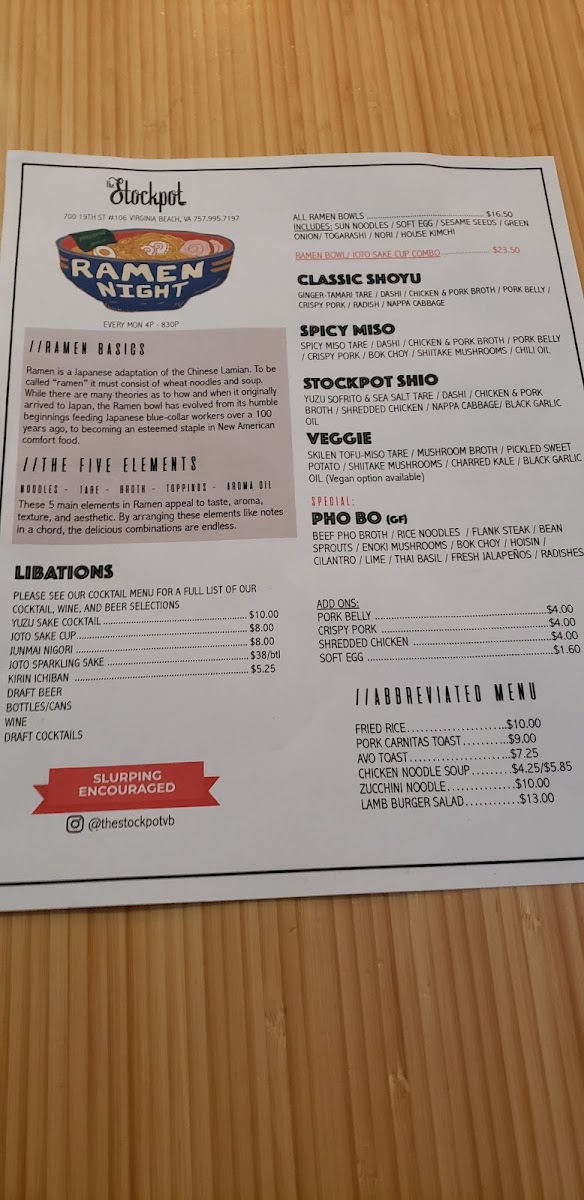 the
Stockpot
700 19TH ST #106 VIRGINIA BEACH, VA 757.995.7197
RAMEN
NIGHT
EVERY MON 4P - 830P
//RAMEN BASICS
Ramen is a Japanese adaptation of the Chinese Lamian. To be
called "ramen" it must consist of wheat noodles and soup.
While there are many theories as to how and when it originally
arrived to Japan, the Ramen bowl has evolved from its humble
beginnings feeding Japanese blue-collar workers over a 100
years ago, to becoming an esteemed staple in New American
comfort food.
//THE FIVE ELEMENTS
NOODLES - TARE - BROTH - TOPPINGS - AROMA OIL
These 5 main elements in Ramen appeal to taste, aroma,
texture, and aesthetic. By arranging these elements like notes
in a chord, the delicious combinations are endless.
LIBATIONS
PLEASE SEE OUR COCKTAIL MENU FOR A FULL LIST OF OUR
COCKTAIL, WINE, AND BEER SELECTIONS
YUZU SAKE COCKTAIL ........ $10.00
JOTO SAKE CUP........ $8.00
JUNMAI NIGORI ........ $8.00
JOTO SPARKLING SAKE ........ $38/btl
KIRIN ICHIBAN ........ $5.25
DRAFT BEER
BOTTLES/CANS
WINE
DRAFT COCKTAILS
SLURPING
ENCOURAGED
@thestockpotvb
ALL RAMEN BOWLS ........ $16.50
INCLUDES: SUN NOODLES / SOFT EGG / SESAME SEEDS / GREEN
ONION/ TOGARASHI / NORI / HOUSE KIMCHI
RAMEN BOWL/ JOTO SAKE CUP COMBO ........ $23.50
CLASSIC SHOYU
GINGER-TAMARI TARE / DASHI / CHICKEN & PORK BROTH / PORK BELLY /
CRISPY PORK / RADISH / NAPPA CABBAGE
SPICY MISO
SPICY MISO TARE / DASHI / CHICKEN & PORK BROTH / PORK BELLY
/ CRISPY PORK / BOK CHOY / SHIITAKE MUSHROOMS / CHILI OIL
STOCKPOT SHIO
YUZU SOFRITO & SEA SALT TARE / DASHI / CHICKEN & PORK
BROTH / SHREDDED CHICKEN / NAPPA CABBAGE/ BLACK GARLIC
OIL
VEGGIE
SKILEN TOFU-MISO TARE / MUSHROOM BROTH / PICKLED SWEET
POTATO / SHIITAKE MUSHROOMS / CHARRED KALE / BLACK GARLIC
OIL (Vegan option available)
SPECIAL:
PHO BO (GF)
BEEF PHO BROTH / RICE NOODLES / FLANK STEAK / BEAN
SPROUTS / ENOKI MUSHROOMS / BOK CHOY / HOISIN /
CILANTRO / LIME / THAI BASIL / FRESH JALAPEÑOS / RADISHES
ADD ONS:
PORK BELLY ........ $4.00
CRISPY PORK ........ $4.00
SHREDDED CHICKEN ........ $4.00
SOFT EGG ........ $1.60
//ABBREVIATED MENU
FRIED RICE........ $10.00
PORK CARNITAS TOAST........ $9.00
AVO TOAST........ $7.25
CHICKEN NOODLE SOUP ........ $4.25/$5.85
ZUCCHINI NOODLE........ $10.00
LAMB BURGER SALAD........ $13.00